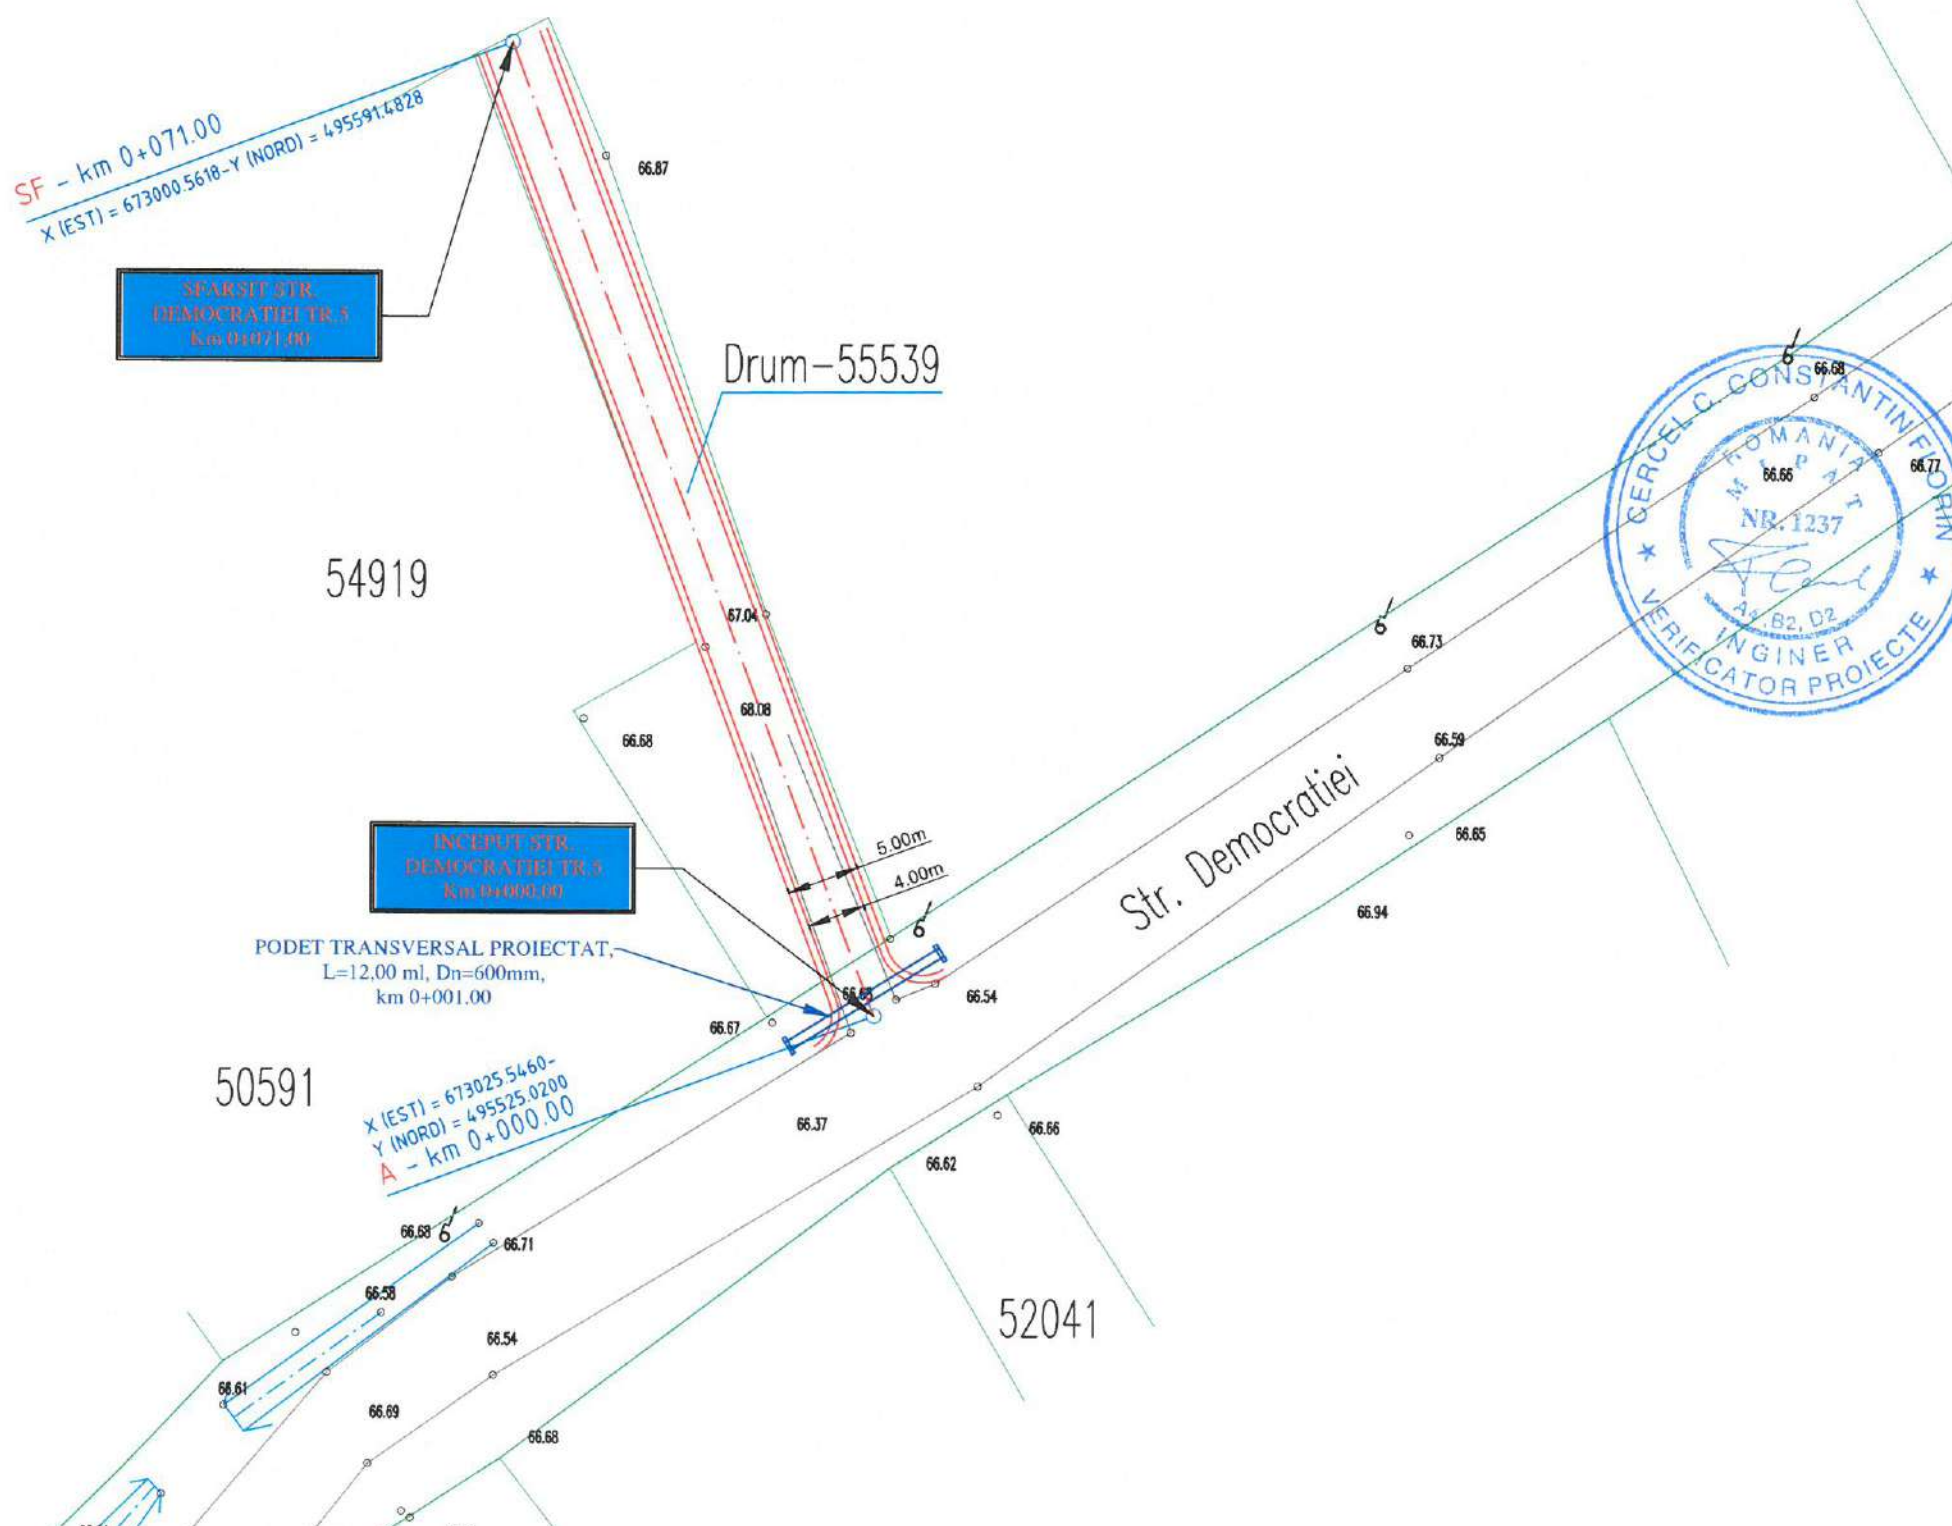 SF - km 0+071.00
X (EST) = 673000.5618-Y (NORD) = 495591.4828
66.87
SFARSIT STR.
DEMOCRATIEI TR.5
Km 0+071,00
Drum-55539
66.68
CERCEL C. CONSTANTIN FLORIN
ROMANIA
MLPAT
66.66
66.77
NR. 1237
A4, B2, D2
INGINER
VERIFICATOR PROIECTE
54919
67.04
66.73
68.08
66.68
66.59
Str. Democratiei
66.65
INCEPUT STR.
DEMOCRATIEI TR.5
Km 0+000,00
5.00m
4.00m
66.94
PODET TRANSVERSAL PROIECTAT,
L=12,00 ml, Dn=600mm,
km 0+001.00
66.54
66.67
50591
X (EST) = 673025.5460-
Y (NORD) = 495525.0200
A - km 0+000.00
66.37
66.66
66.62
66.68
66.71
66.58
52041
66.54
66.61
66.69
66.68